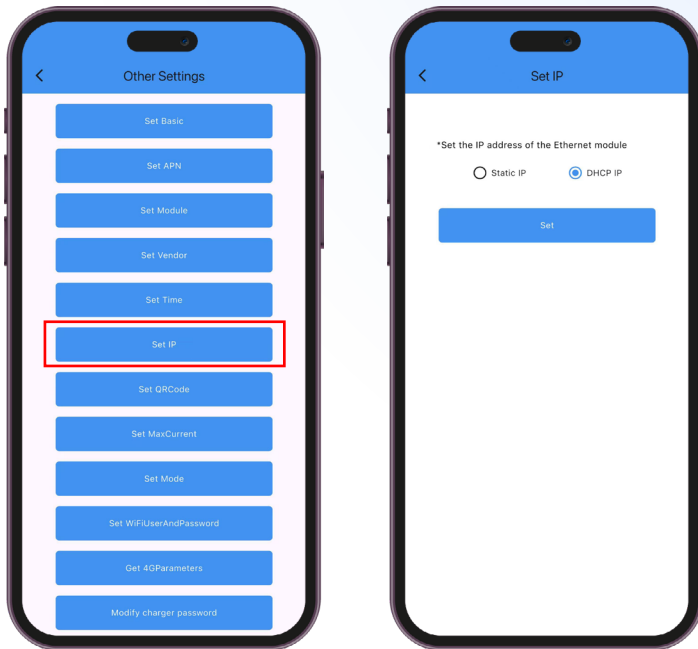 Other Settings
Set Basic
Set APN
Set Module
Set Vendor
Set Time
Set IP
Set QRCode
Set MaxCurrent
Set Mode
Set WiFiUserAndPassword
Get 4GParameters
Modify charger password
Set IP
*Set the IP address of the Ethernet module
Static IP DHCP IP
Set